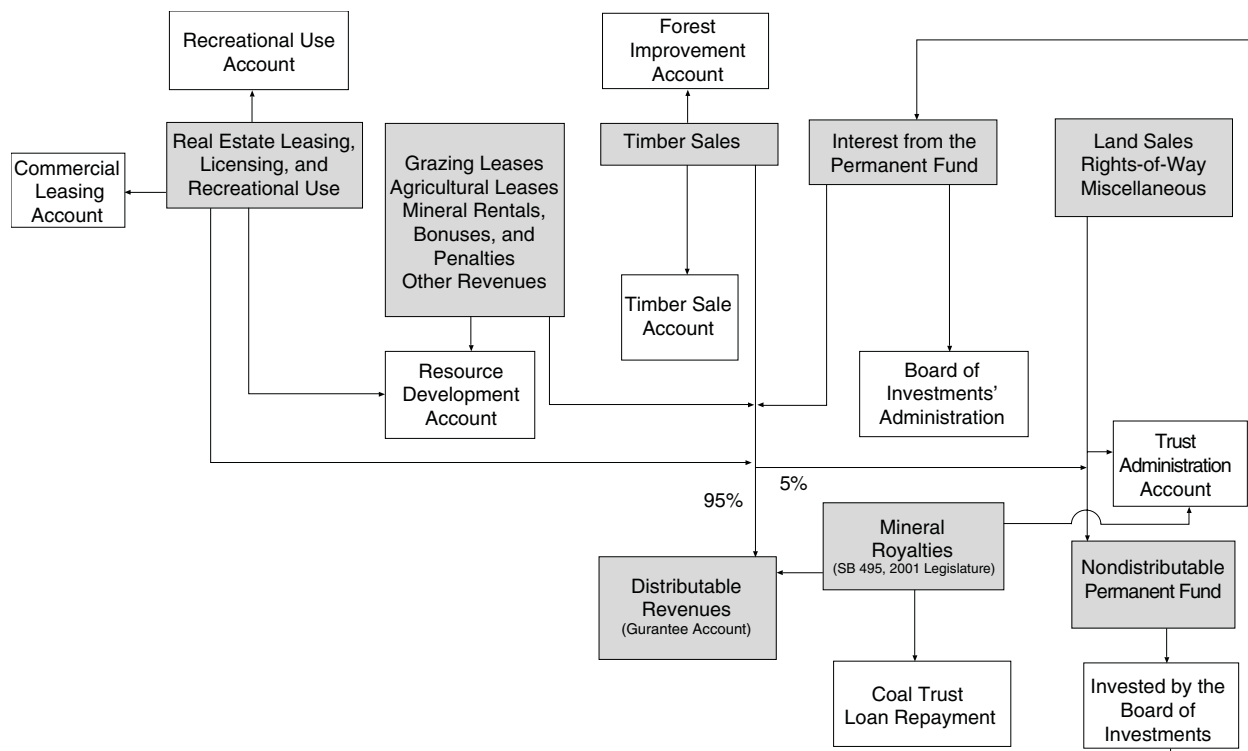 Recreational Use
Account
Forest
Improvement
Account
Commercial
Leasing
Account
Real Estate Leasing,
Licensing, and
Recreational Use
Grazing Leases
Agricultural Leases
Mineral Rentals,
Bonuses, and
Penalties
Other Revenues
Timber Sales
Interest from the
Permanent Fund
Land Sales
Rights-of-Way
Miscellaneous
Timber Sale
Account
Resource
Development
Account
Board of
Investments’
Administration
Trust
Administration
Account
95%
5%
Mineral
Royalties
(SB 495, 2001 Legislature)
Distributable
Revenues
(Gurantee Account)
Nondistributable
Permanent Fund
Coal Trust
Loan Repayment
Invested by the
Board of
Investments